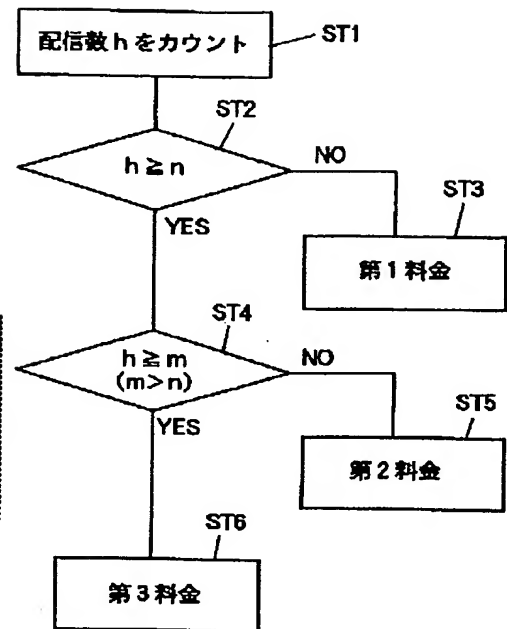 配信数hをカウント
ST1
ST2
h≧n
NO
YES
ST3
第1料金
ST4
h≧m
(m>n)
NO
YES
ST5
第2料金
ST6
第3料金